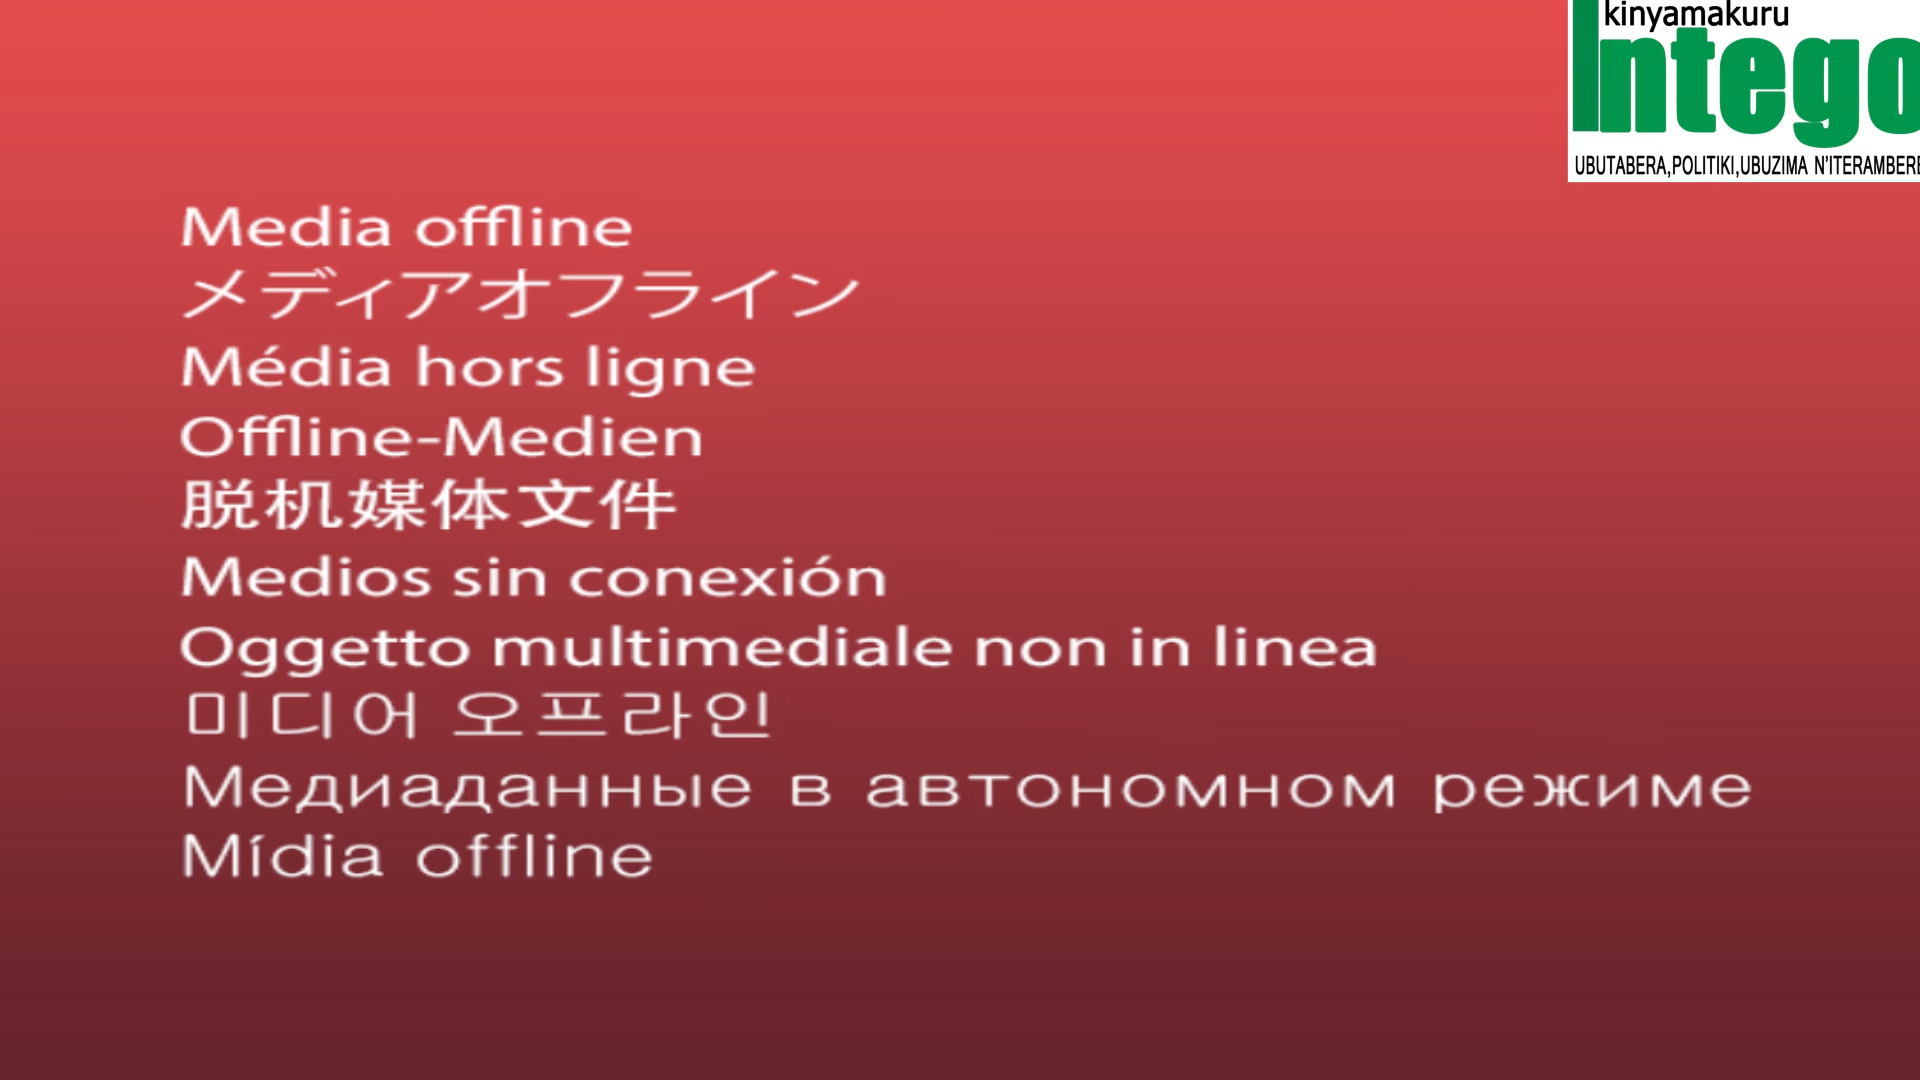 kinyamakuru
Intego
UBUTABERA,POLITIKI,UBUZIMA N'ITERAMBERE
Media offline
メディアオフライン
Média hors ligne
Offline-Medien
脱机媒体文件
Medios sin conexión
Oggetto multimediale non in linea
미디어 오프라인
Медиаданные в автономном режиме
Mídia offline